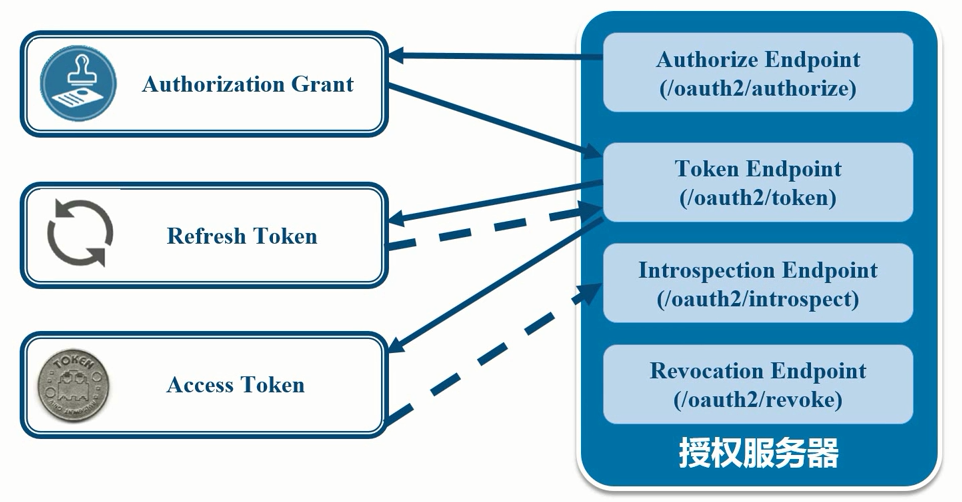 Authorization Grant
Refresh Token
TOKEN
Access Token
Authorize Endpoint
(/oauth2/authorize)
Token Endpoint
(/oauth2/token)
Introspection Endpoint
(/oauth2/introspect)
Revocation Endpoint
(/oauth2/revoke)
授权服务器